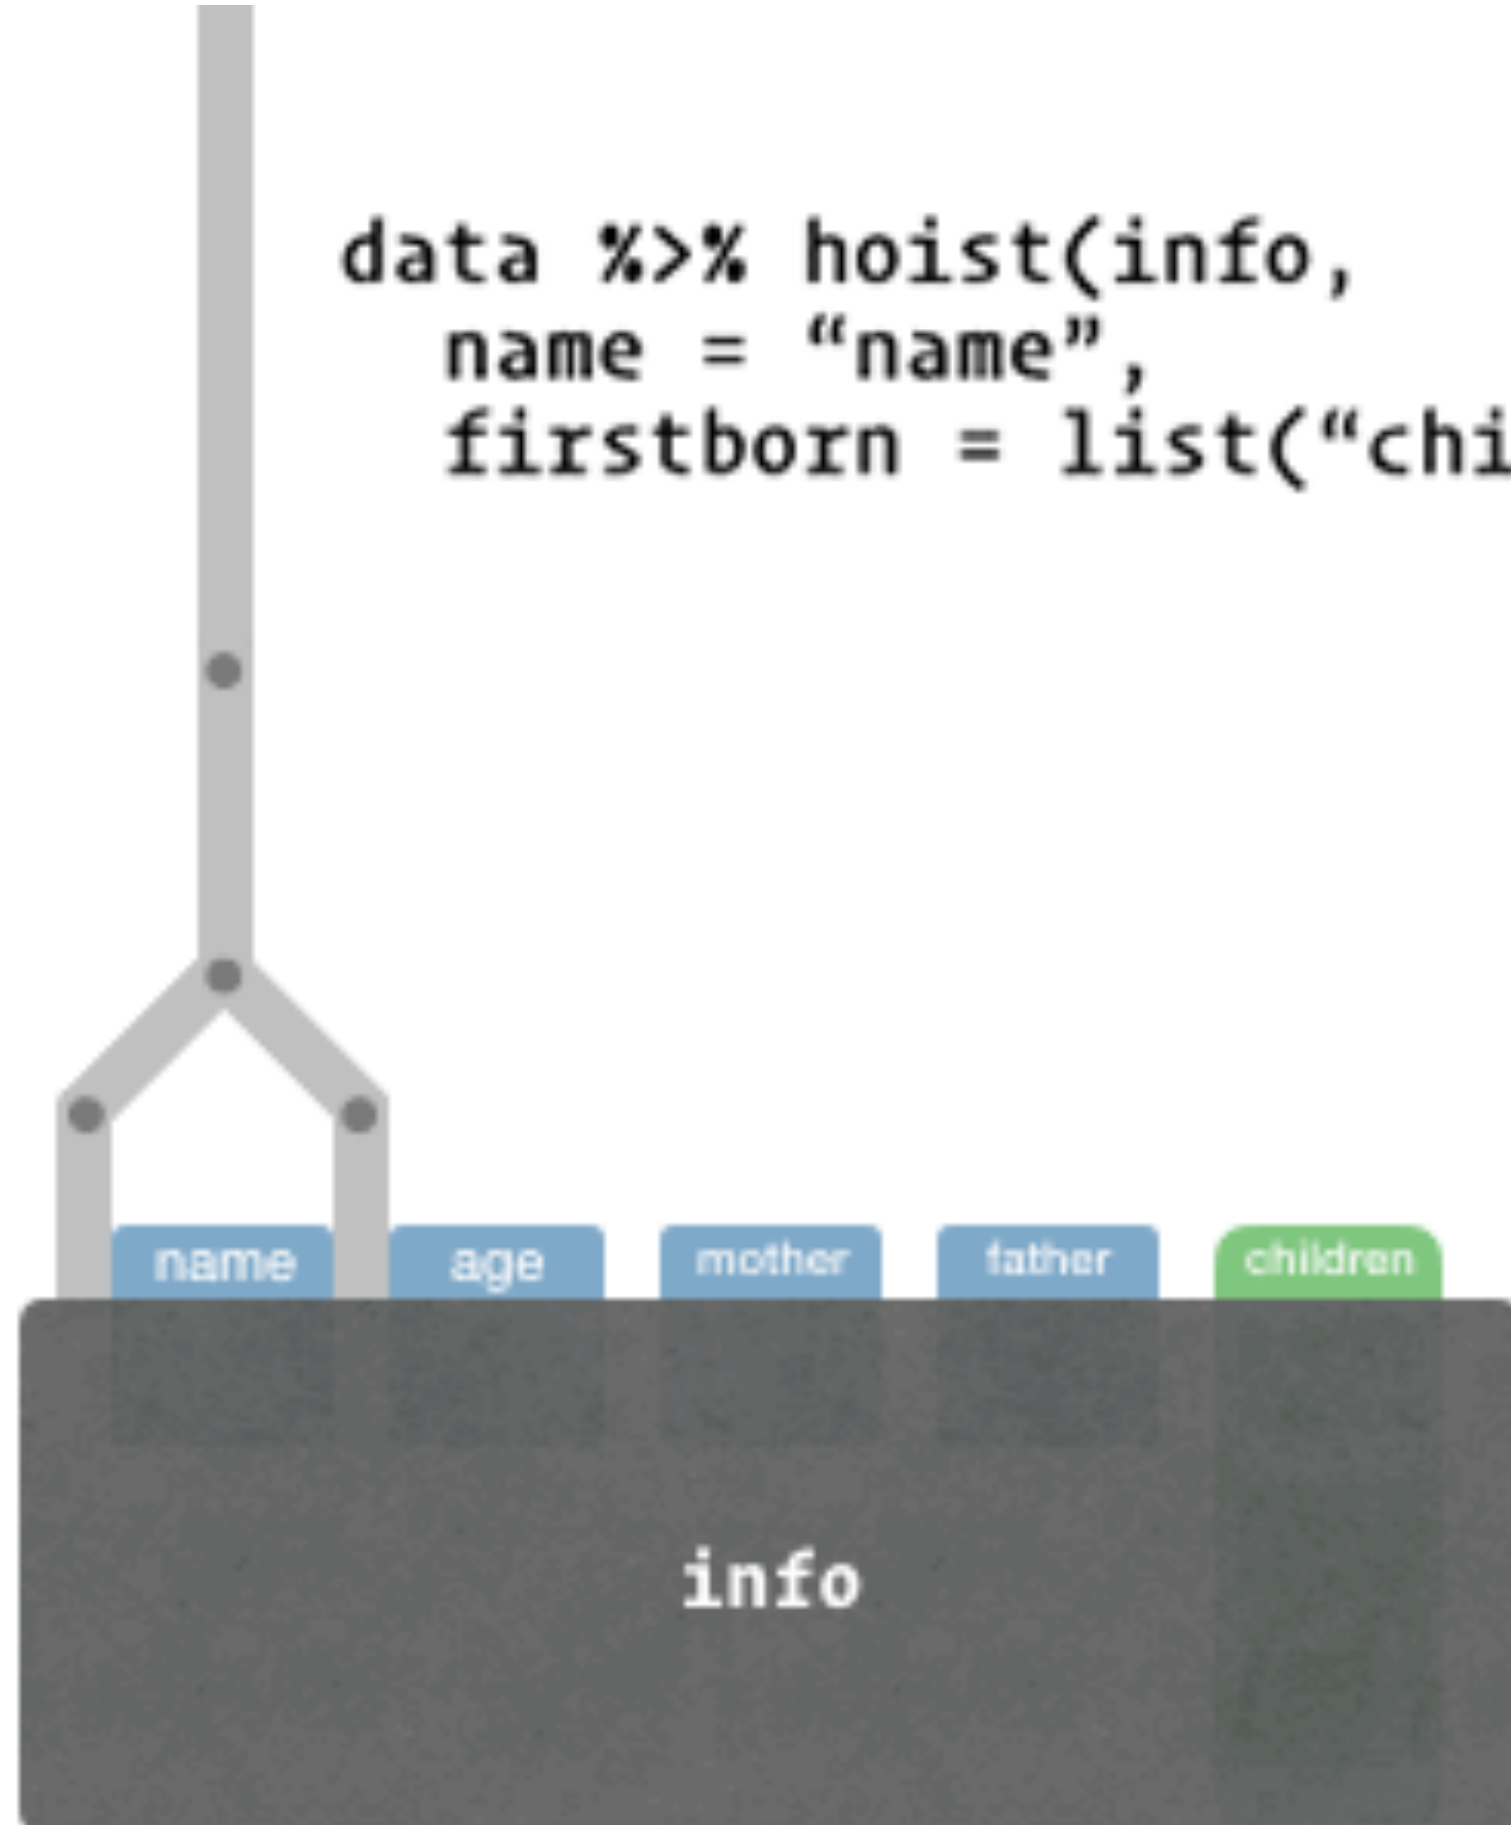 data %>% hoist(info,
name = “name”,
firstborn = list(“chi
name age mother father children
info